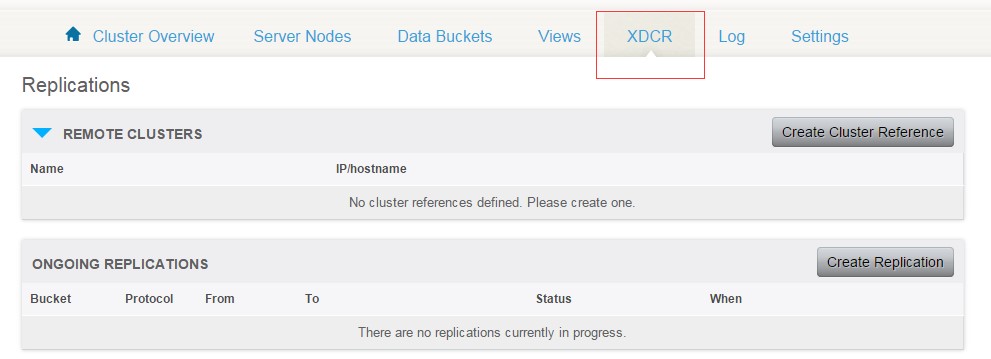 Cluster Overview Server Nodes Data Buckets Views XDCR Log Settings
Replications
REMOTE CLUSTERS Create Cluster Reference
Name IP/hostname
No cluster references defined. Please create one.
ONGOING REPLICATIONS Create Replication
Bucket Protocol From To Status When
There are no replications currently in progress.